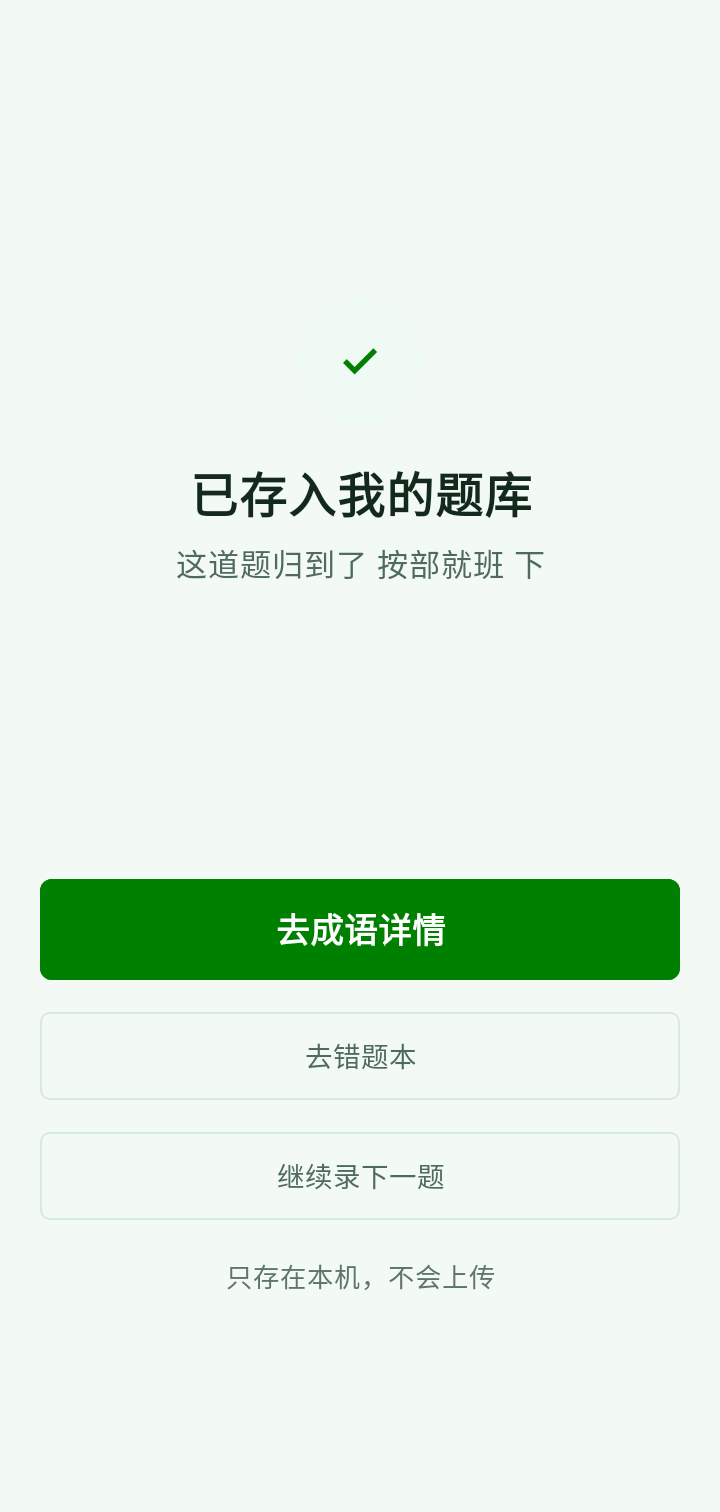 已存入我的题库
这道题归到了 按部就班 下
去成语详情
去错题本
继续录下一题
只存在本机，不会上传